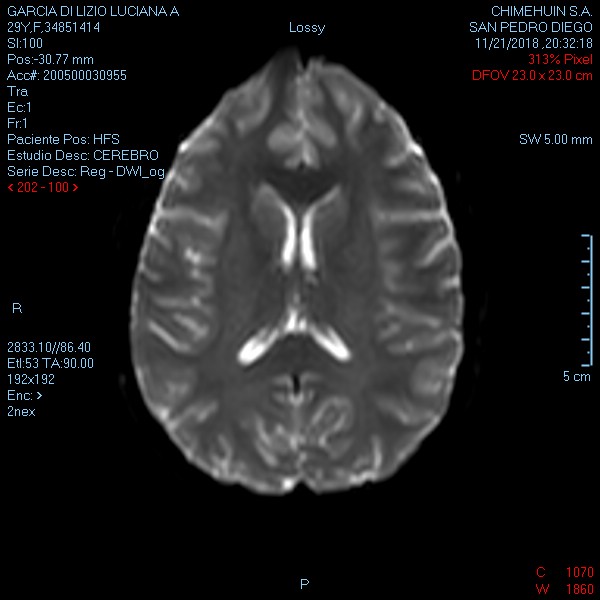 GARCIA DI LIZIO LUCIANA A
29Y,F,34851414
SI:100
Pos:-30.77 mm
Acc#: 200500030955
Tra
Ec:1
Fr:1
Paciente Pos: HFS
Estudio Desc: CEREBRO
Serie Desc: Reg - DWI_og
< 202 - 100 >
Lossy
CHIMEHUIN S.A.
SAN PEDRO DIEGO
11/21/2018 ,20:32:18
313% Pixel
DFOV 23.0 x 23.0 cm
SW 5.00 mm
R
5 cm
2833.10//86.40
Etl:53 TA:90.00
192x192
Enc: >
2nex
P
C 1070
W 1860